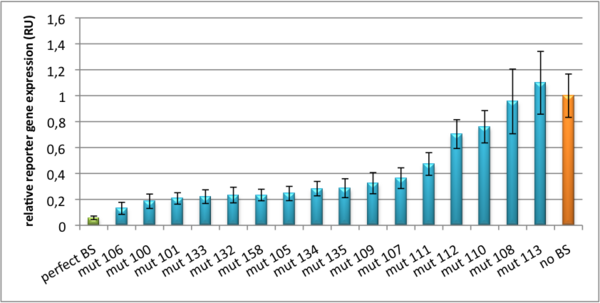 relative reporter gene expression (RU)
1,6
1,4
1,2
1
0,8
0,6
0,4
0,2
0
perfect BS
mut 106
mut 100
mut 101
mut 133
mut 132
mut 158
mut 105
mut 134
mut 135
mut 109
mut 107
mut 111
mut 112
mut 110
mut 108
mut 113
no BS